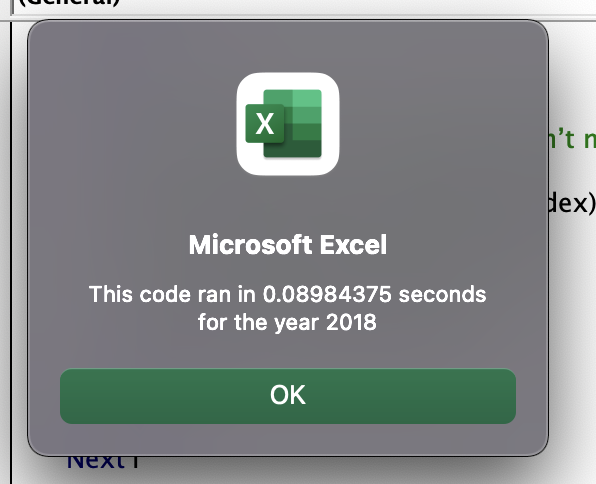 (General)
n't m
dex)
X
Microsoft Excel
This code ran in 0.08984375 seconds
for the year 2018
OK
Next i